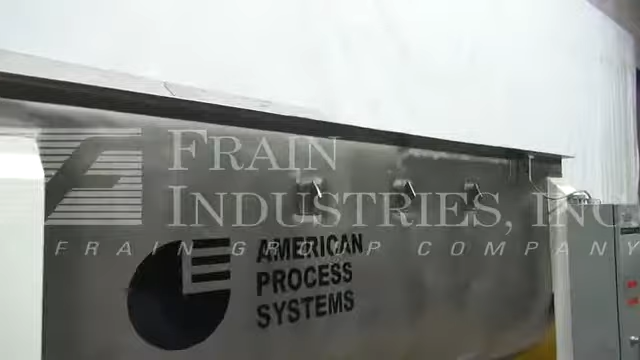 FRAIN
INDUSTRIES, INC
FRAIN GROUP COMPANY
AMERICAN
PROCESS
SYSTEMS